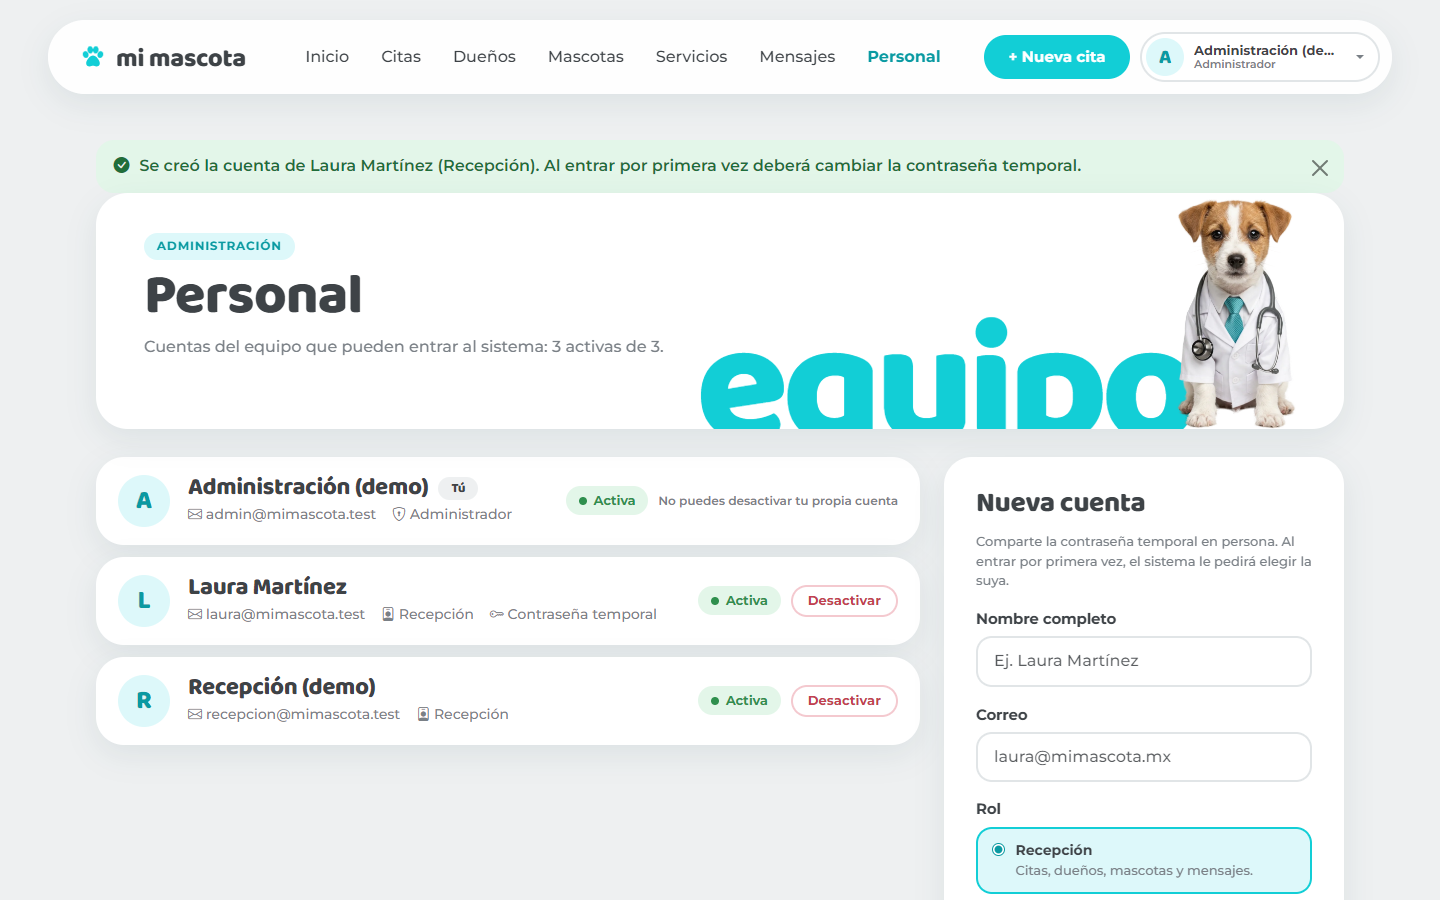 mi mascota
Inicio
Citas
Dueños
Mascotas
Servicios
Mensajes
Personal
+ Nueva cita
A
Administración (de...
Administrador
Se creó la cuenta de Laura Martínez (Recepción). Al entrar por primera vez deberá cambiar la contraseña temporal.
ADMINISTRACIÓN
Personal
Cuentas del equipo que pueden entrar al sistema: 3 activas de 3.
equipo
A
Administración (demo)
Tú
admin@mimascota.test
Administrador
Activa
No puedes desactivar tu propia cuenta
L
Laura Martínez
laura@mimascota.test
Recepción
Contraseña temporal
Activa
Desactivar
R
Recepción (demo)
recepcion@mimascota.test
Recepción
Activa
Desactivar
Nueva cuenta
Comparte la contraseña temporal en persona. Al
entrar por primera vez, el sistema le pedirá elegir la
suya.
Nombre completo
Ej. Laura Martínez
Correo
laura@mimascota.mx
Rol
Recepción
Citas, dueños, mascotas y mensajes.